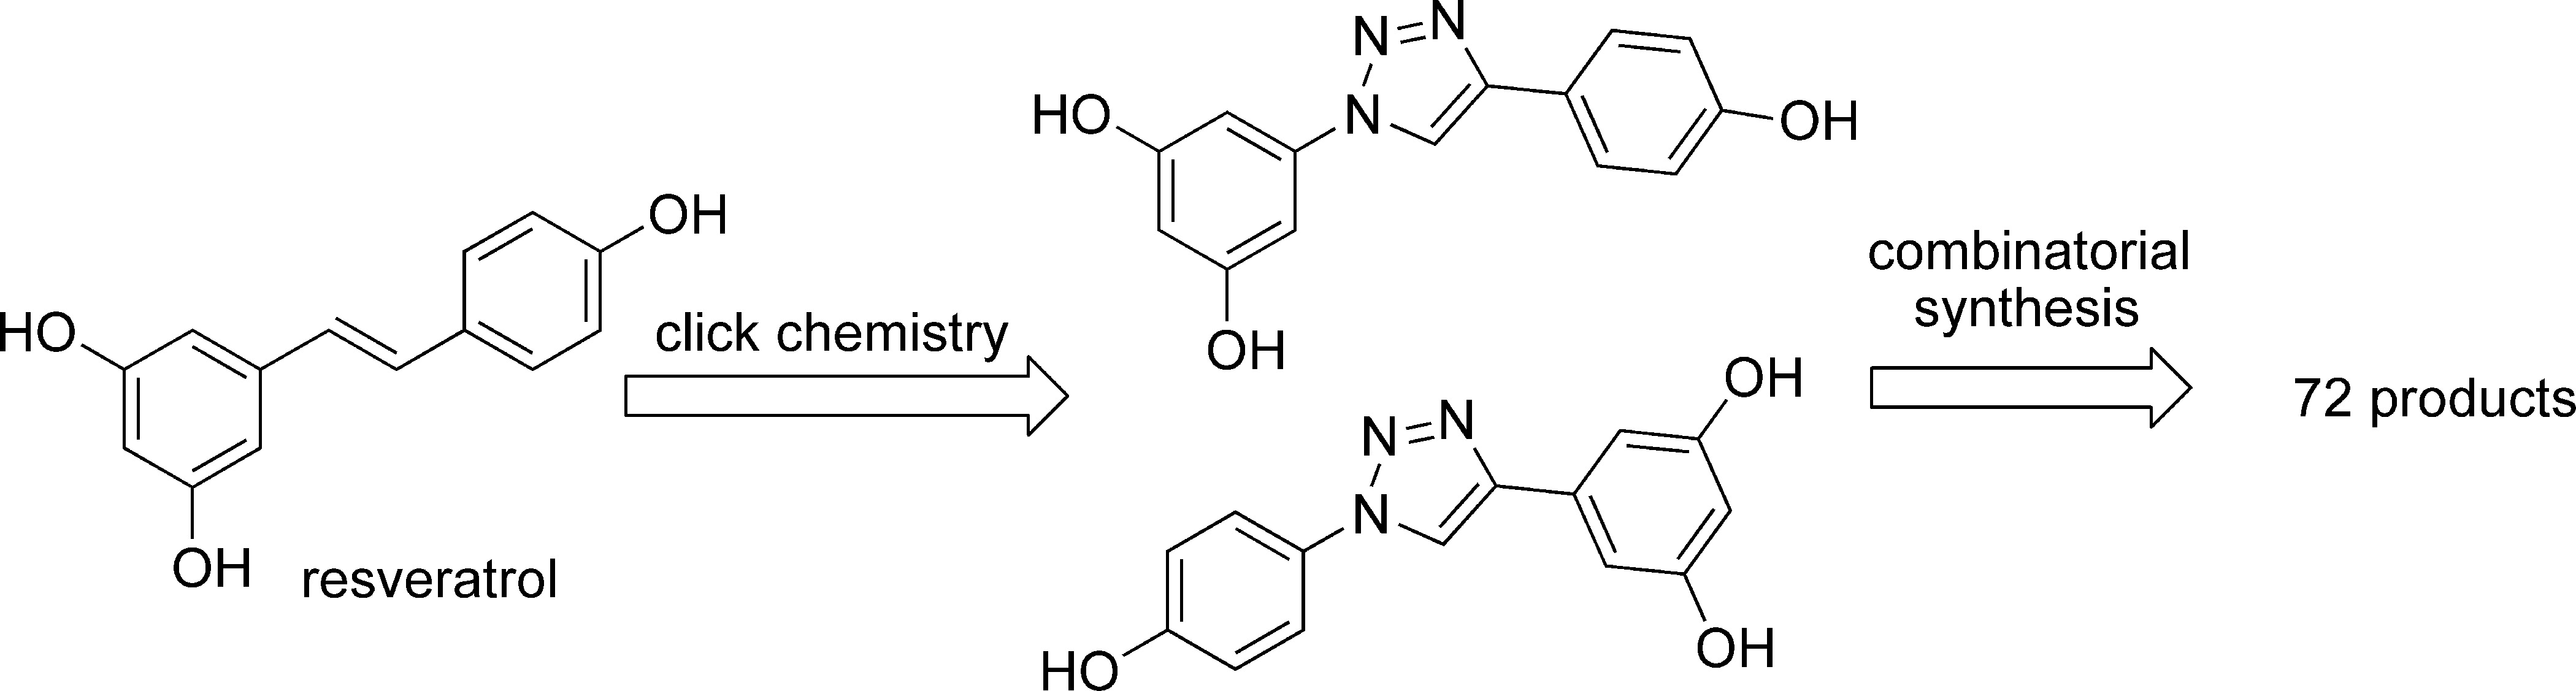 HO
OH
OH
resveratrol
click chemistry
N=N
N
HO
OH
OH
N=N
N
HO
OH
OH
combinatorial
synthesis
72 products